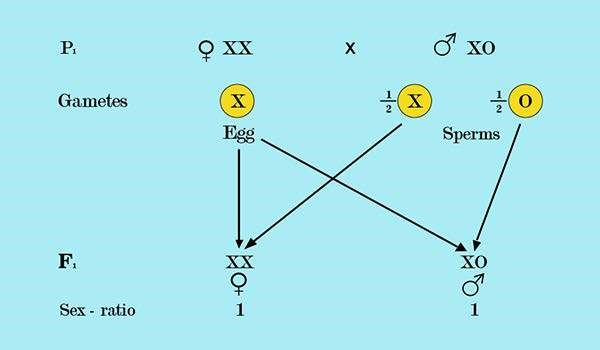 P₁ ♀ XX x ♂ XO
Gametes X ½ X ½ O
Egg Sperms
F₁ XX XO
♀ ♂
Sex - ratio 1 1